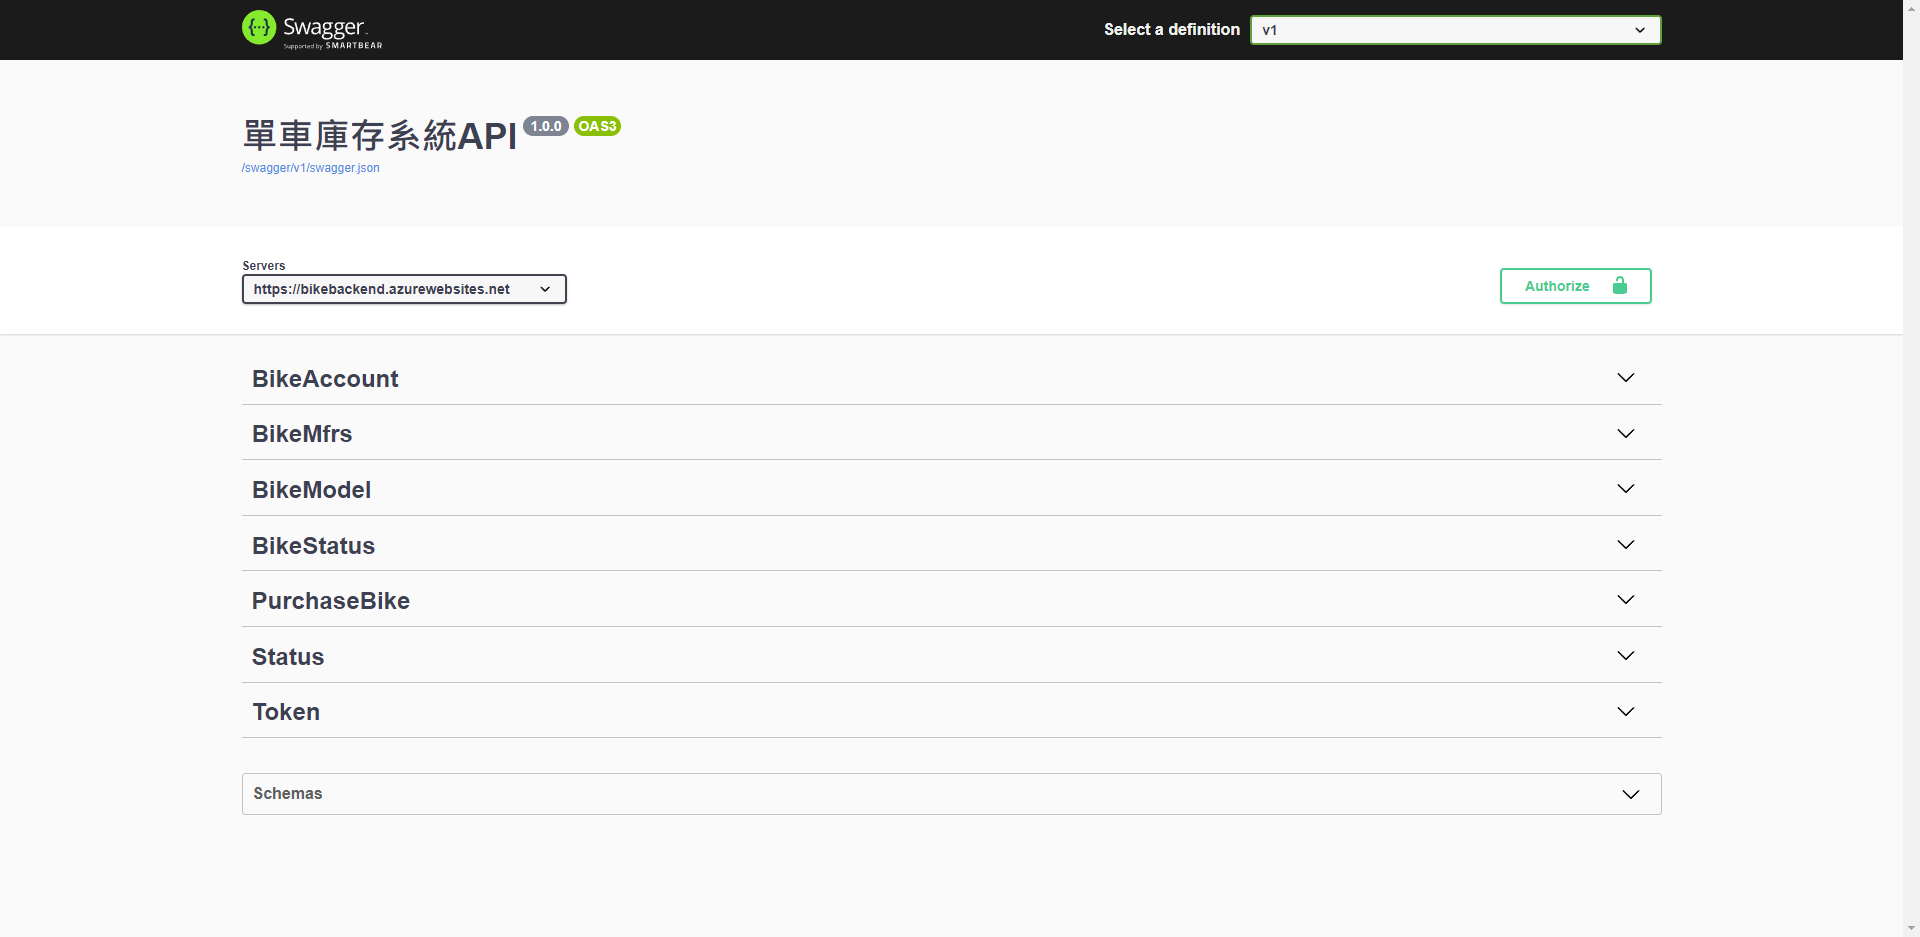 Swagger
Supported by SMARTBEAR
Select a definition
v1
單車庫存系統API 1.0.0 OAS3
/swagger/v1/swagger.json
Servers
https://bikebackend.azurewebsites.net
Authorize
BikeAccount
BikeMfrs
BikeModel
BikeStatus
PurchaseBike
Status
Token
Schemas